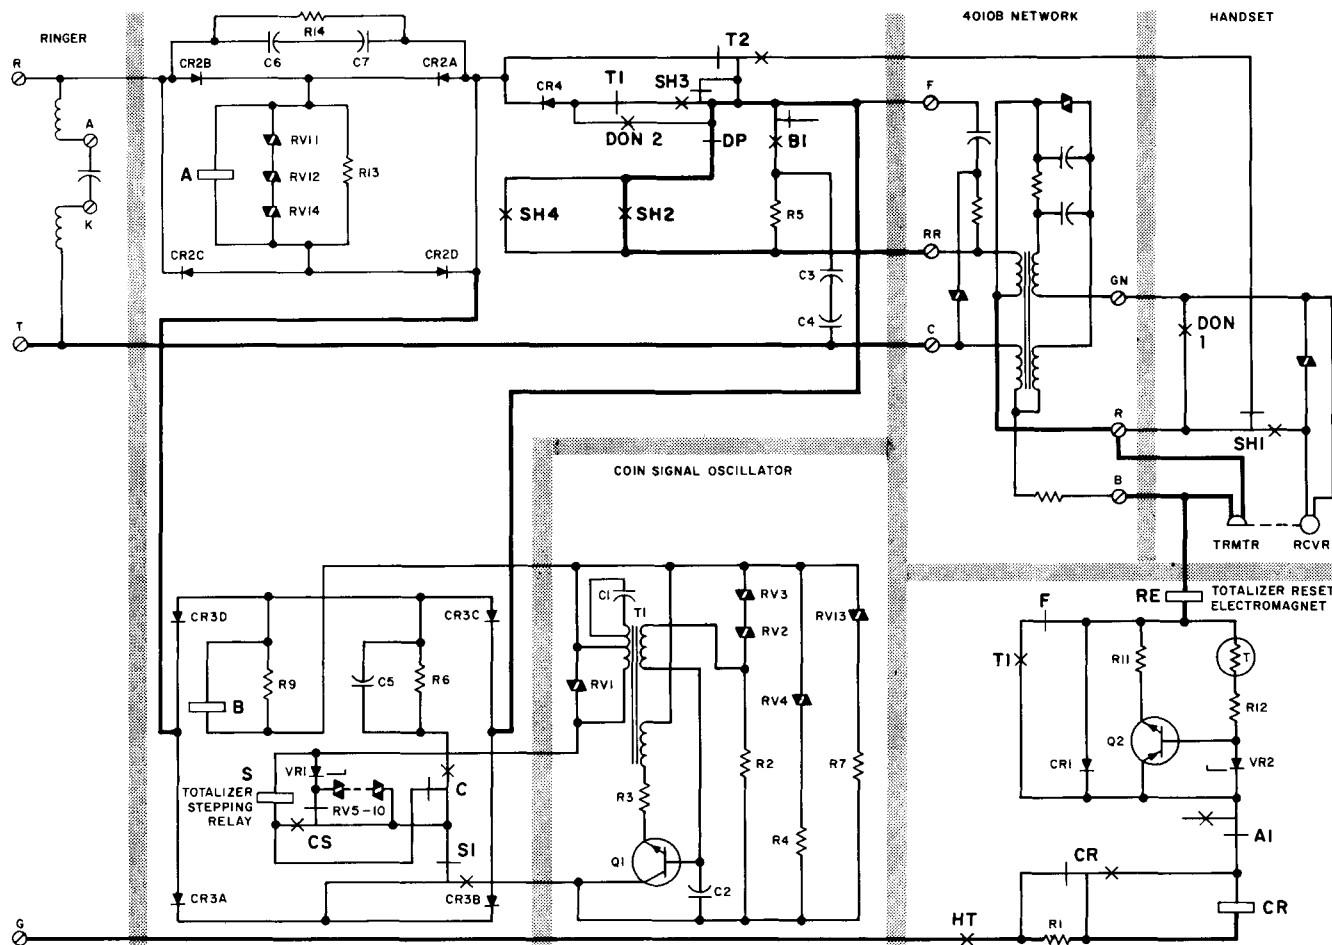 4010B NETWORK
HANDSET
RINGER
R
R14
C6
C7
CR2B
CR2A
T2
A
K
A
RV11
RV12
RV14
R13
CR4
T1
SH3
DON 2
DP
B1
F
SH4
SH2
R5
RR
CR2C
CR2D
C3
C4
GN
DON
1
T
C
R
SH1
COIN SIGNAL OSCILLATOR
B
TRMTR
RCVR
CR3D
CR3C
C1
T1
RV3
RV2
RV13
RE
TOTALIZER RESET
ELECTROMAGNET
F
T1
R11
T
R9
C5
R6
B
RV1
RV4
R12
S
TOTALIZER
STEPPING
RELAY
VR1
RV5-10
C
R3
R2
R7
CR1
Q2
VR2
CS
S1
Q1
R4
A1
CR3A
CR3B
C2
CR
CR
G
HT
R1